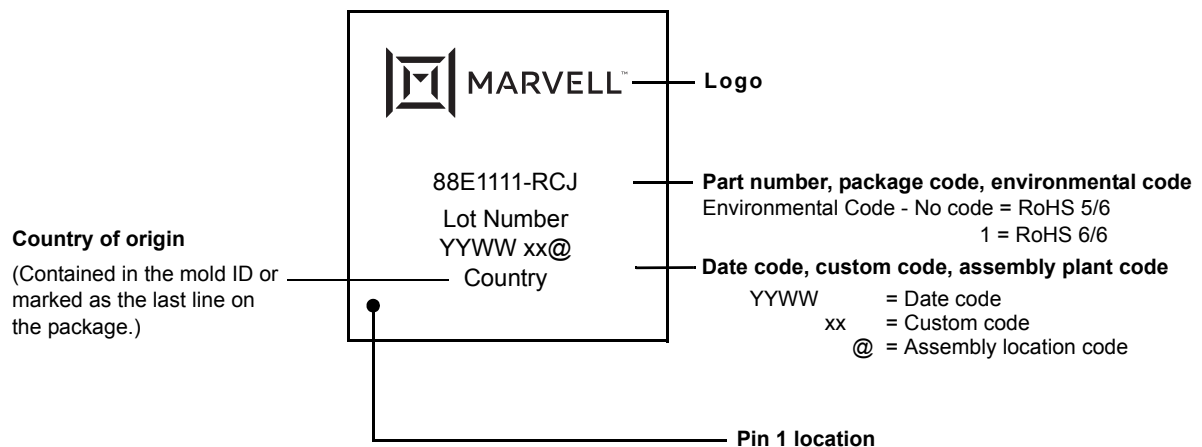 MARVELL™
Logo
88E1111-RCJ
Part number, package code, environmental code
Environmental Code - No code = RoHS 5/6
1 = RoHS 6/6
Lot Number
YYWW xx@
Country
Country of origin
(Contained in the mold ID or
marked as the last line on
the package.)
Date code, custom code, assembly plant code
YYWW = Date code
xx = Custom code
@ = Assembly location code
Pin 1 location